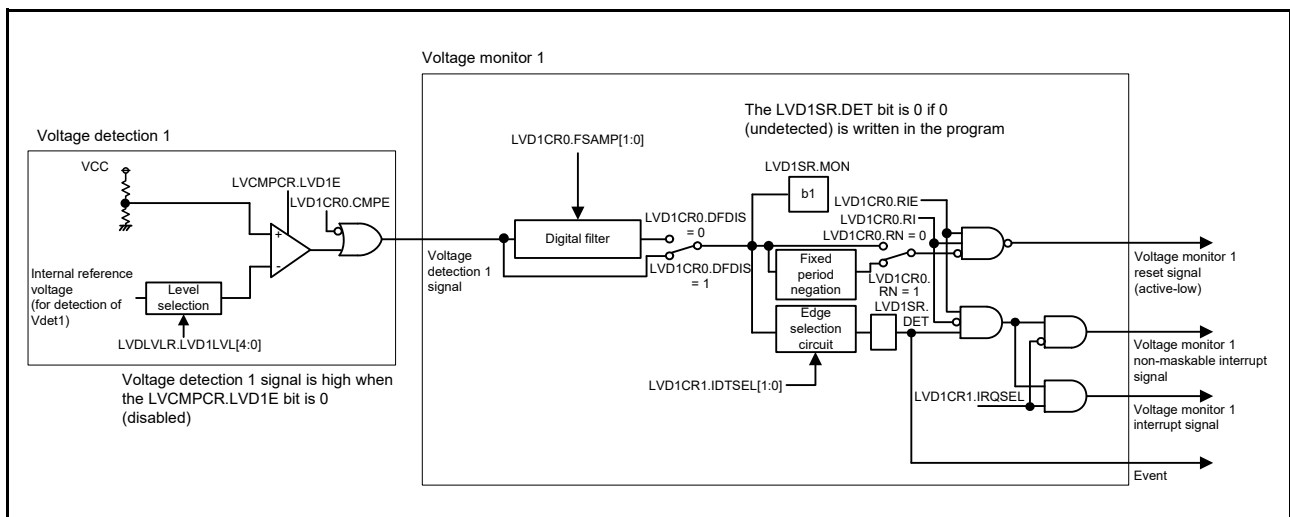 Voltage monitor 1
The LVD1SR.DET bit is 0 if 0
(undetected) is written in the program
Voltage detection 1
LVD1CR0.FSAMP[1:0]
VCC
LVCMPCR.LVD1E
LVD1CR0.CMPE
LVD1SR.MON
b1
LVD1CR0.RIE
LVD1CR0.RI
LVD1CR0.RN = 0
LVD1CR0.DFDIS
= 0
+
-
Digital filter
Voltage
detection 1
signal
LVD1CR0.DFDIS
= 1
Fixed
period
negation
LVD1CR0.
RN = 1
Voltage monitor 1
reset signal
(active-low)
Internal reference
voltage
(for detection of
Vdet1)
Level
selection
LVDLVLR.LVD1LVL[4:0]
Edge
selection
circuit
LVD1SR.
DET
LVD1CR1.IDTSEL[1:0]
Voltage monitor 1
non-maskable interrupt
signal
Voltage detection 1 signal is high when
the LVCMPCR.LVD1E bit is 0
(disabled)
LVD1CR1.IRQSEL
Voltage monitor 1
interrupt signal
Event